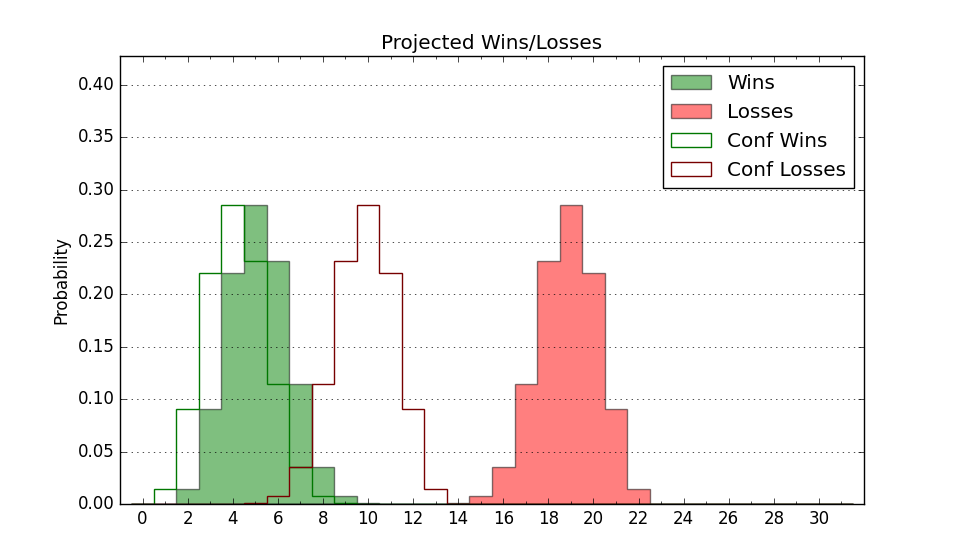 Projected Wins/Losses
Wins
Losses
Conf Wins
Conf Losses
Probability
0.40
0.35
0.30
0.25
0.20
0.15
0.10
0.05
0.00
0 2 4 6 8 10 12 14 16 18 20 22 24 26 28 30